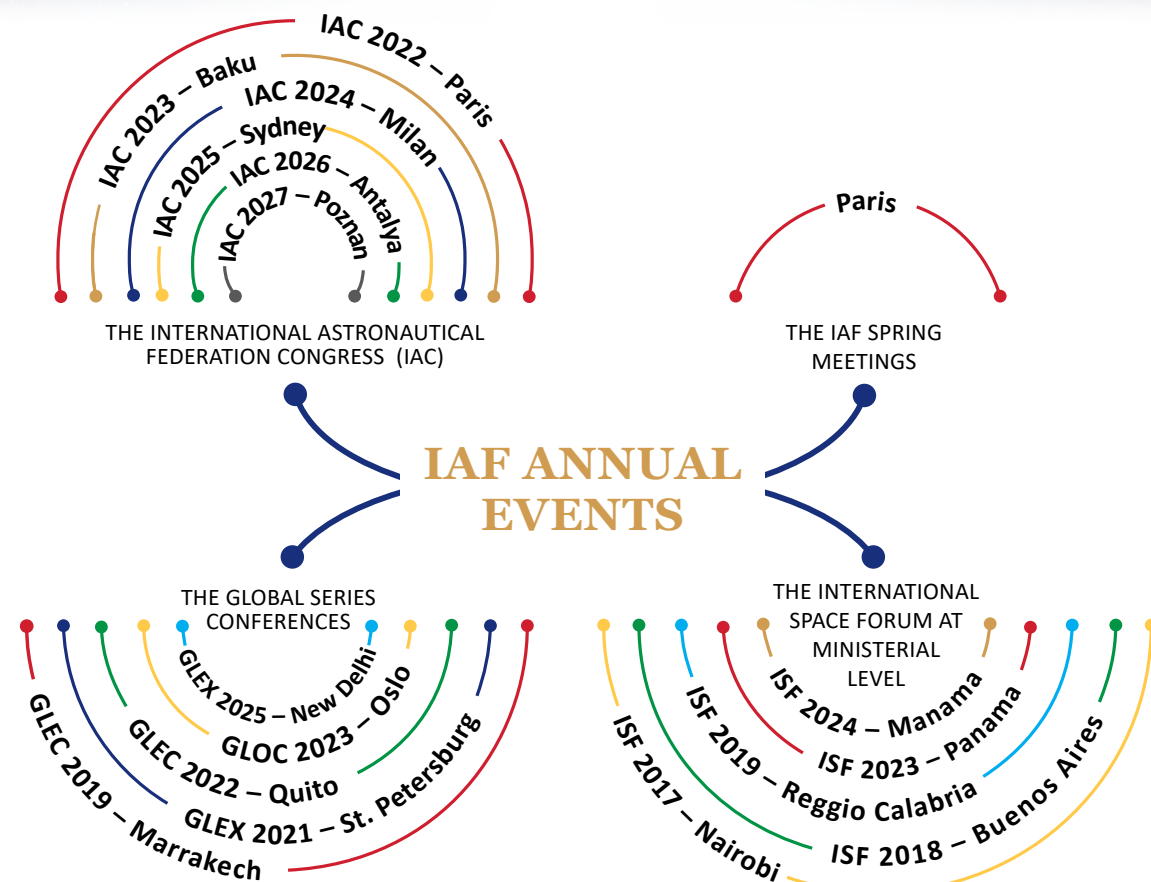 IAC 2022 – Paris
IAC 2023 – Baku
IAC 2024 – Milan
IAC 2025 – Sydney
IAC 2026 – Antalya
IAC 2027 – Poznan
THE INTERNATIONAL ASTRONAUTICAL
FEDERATION CONGRESS (IAC)
Paris
THE IAF SPRING
MEETINGS
IAF ANNUAL
EVENTS
THE GLOBAL SERIES
CONFERENCES
GLEX 2025 – New Delhi
GLOC 2023 – Oslo
GLEC 2022 – Quito
GLEX 2021 – St. Petersburg
GLEC 2019 – Marrakech
THE INTERNATIONAL
SPACE FORUM AT
MINISTERIAL
LEVEL
ISF 2024 – Manama
ISF 2023 – Panama
ISF 2019 – Reggio Calabria
ISF 2018 – Buenos Aires
ISF 2017 – Nairobi